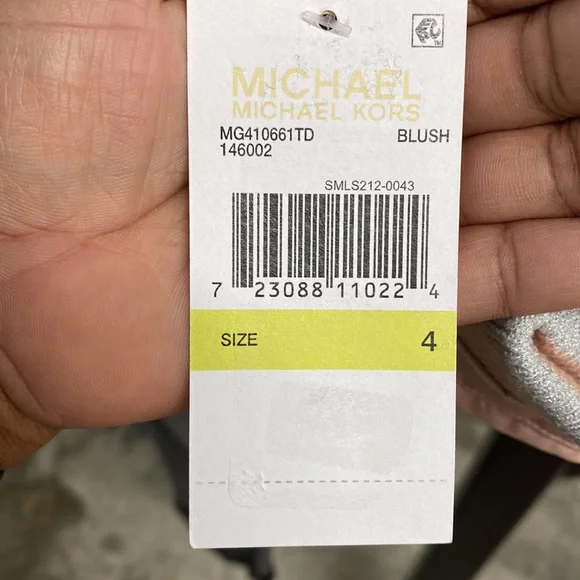 MICHAEL
MICHAEL KORS
MG410661TD BLUSH
146002
SMLS212-0043
7 23088 11022 4
SIZE 4